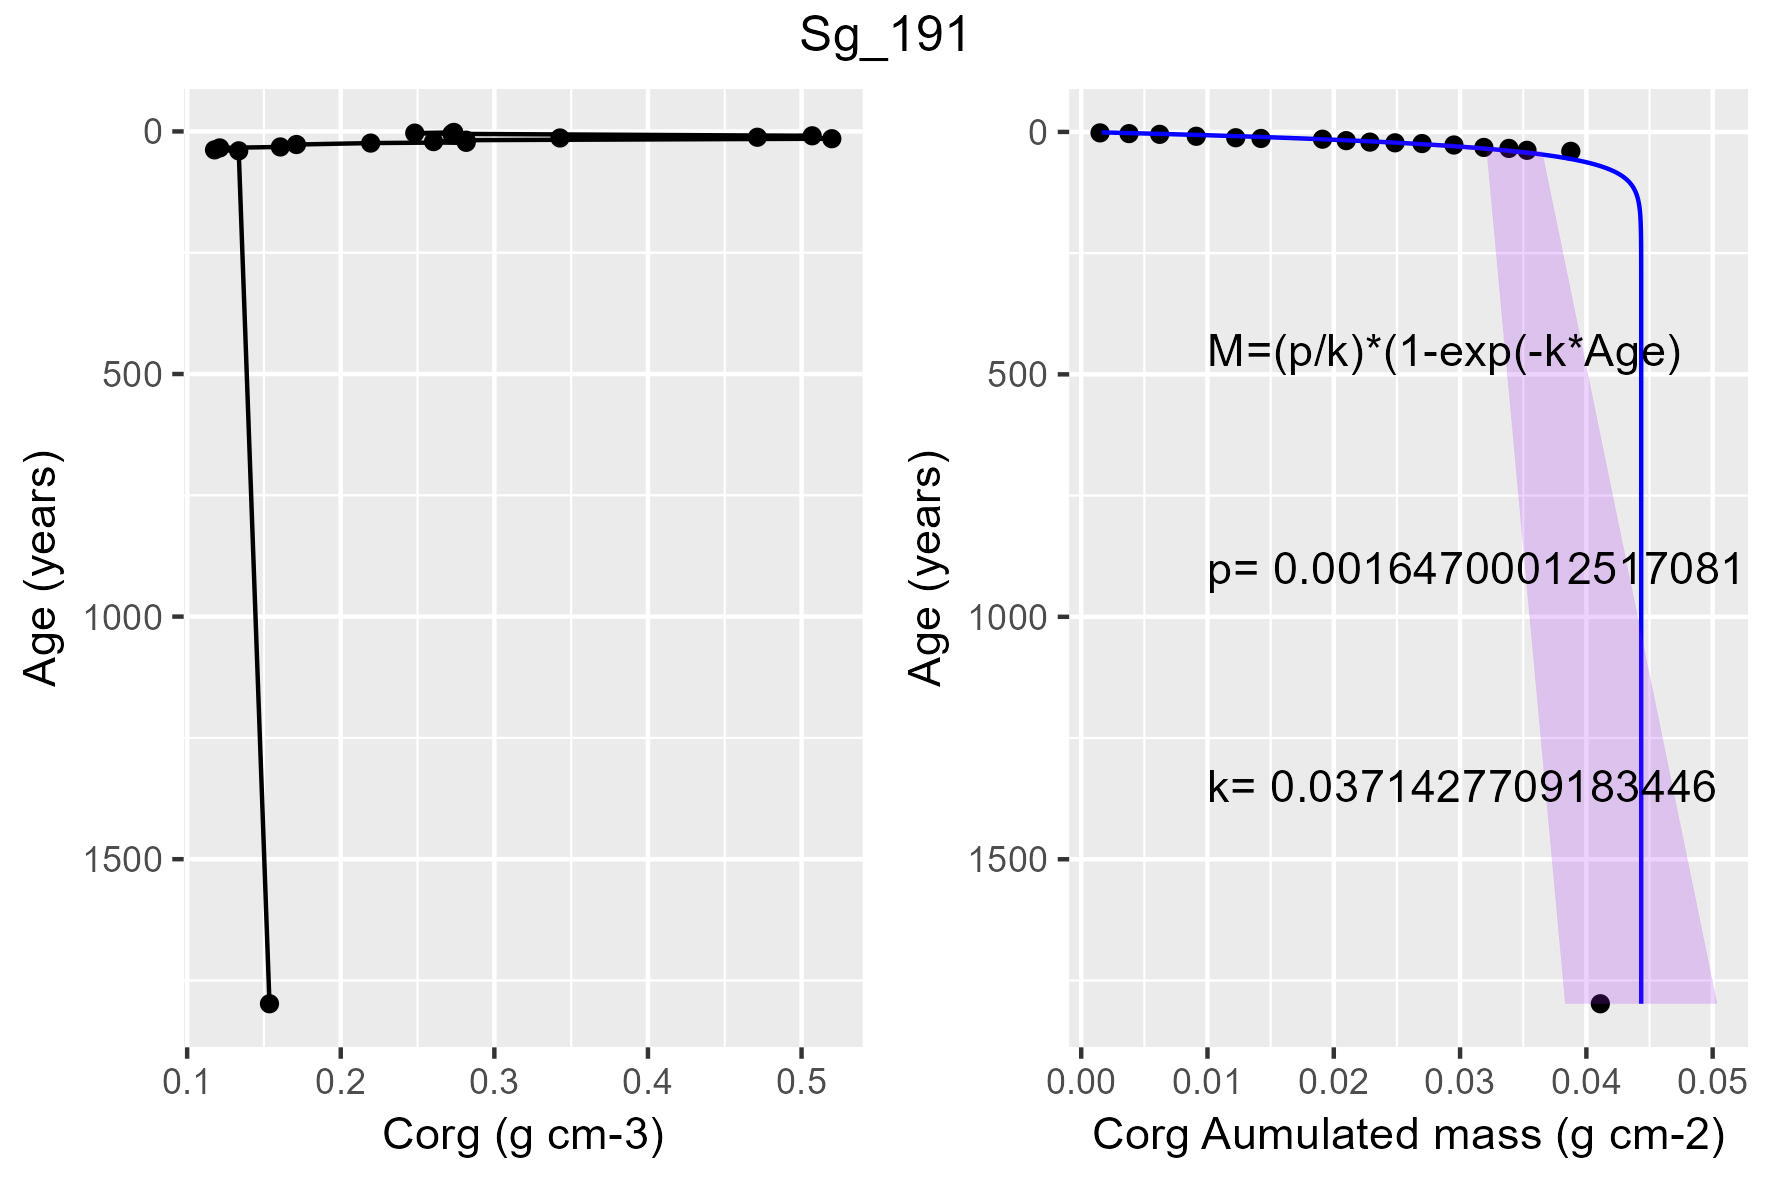 Sg_191
0
500
1000
1500
Age (years)
0.1 0.2 0.3 0.4 0.5
Corg (g cm-3)
0
500
1000
1500
Age (years)
M=(p/k)*(1-exp(-k*Age)
p= 0.00164700012517081
k= 0.0371427709183446
0.00 0.01 0.02 0.03 0.04 0.05
Corg Aumulated mass (g cm-2)